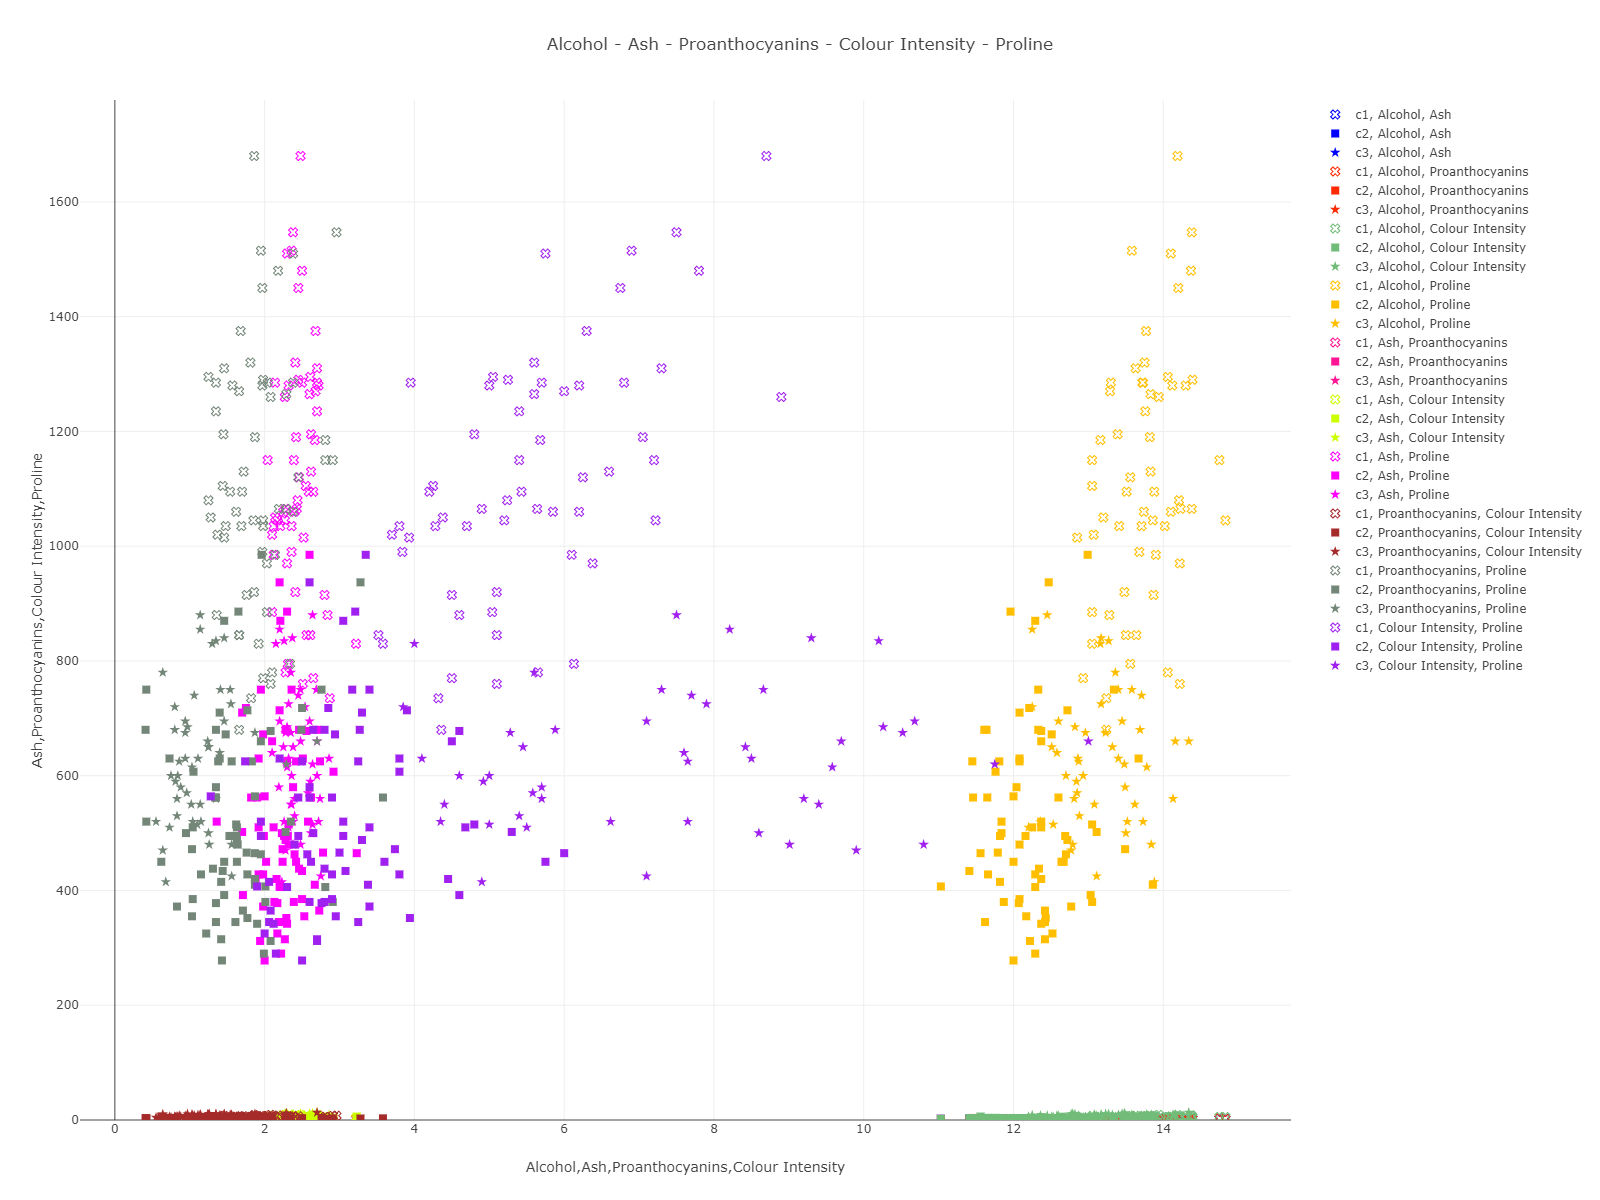 Alcohol - Ash - Proanthocyanins - Colour Intensity - Proline
c1, Alcohol, Ash
c2, Alcohol, Ash
c3, Alcohol, Ash
c1, Alcohol, Proanthocyanins
c2, Alcohol, Proanthocyanins
c3, Alcohol, Proanthocyanins
c1, Alcohol, Colour Intensity
c2, Alcohol, Colour Intensity
c3, Alcohol, Colour Intensity
c1, Alcohol, Proline
c2, Alcohol, Proline
c3, Alcohol, Proline
c1, Ash, Proanthocyanins
c2, Ash, Proanthocyanins
c3, Ash, Proanthocyanins
c1, Ash, Colour Intensity
c2, Ash, Colour Intensity
c3, Ash, Colour Intensity
c1, Ash, Proline
c2, Ash, Proline
c3, Ash, Proline
c1, Proanthocyanins, Colour Intensity
c2, Proanthocyanins, Colour Intensity
c3, Proanthocyanins, Colour Intensity
c1, Proanthocyanins, Proline
c2, Proanthocyanins, Proline
c3, Proanthocyanins, Proline
c1, Colour Intensity, Proline
c2, Colour Intensity, Proline
c3, Colour Intensity, Proline
Ash,Proanthocyanins,Colour Intensity,Proline
1600
1400
1200
1000
800
600
400
200
0
0 2 4 6 8 10 12 14
Alcohol,Ash,Proanthocyanins,Colour Intensity